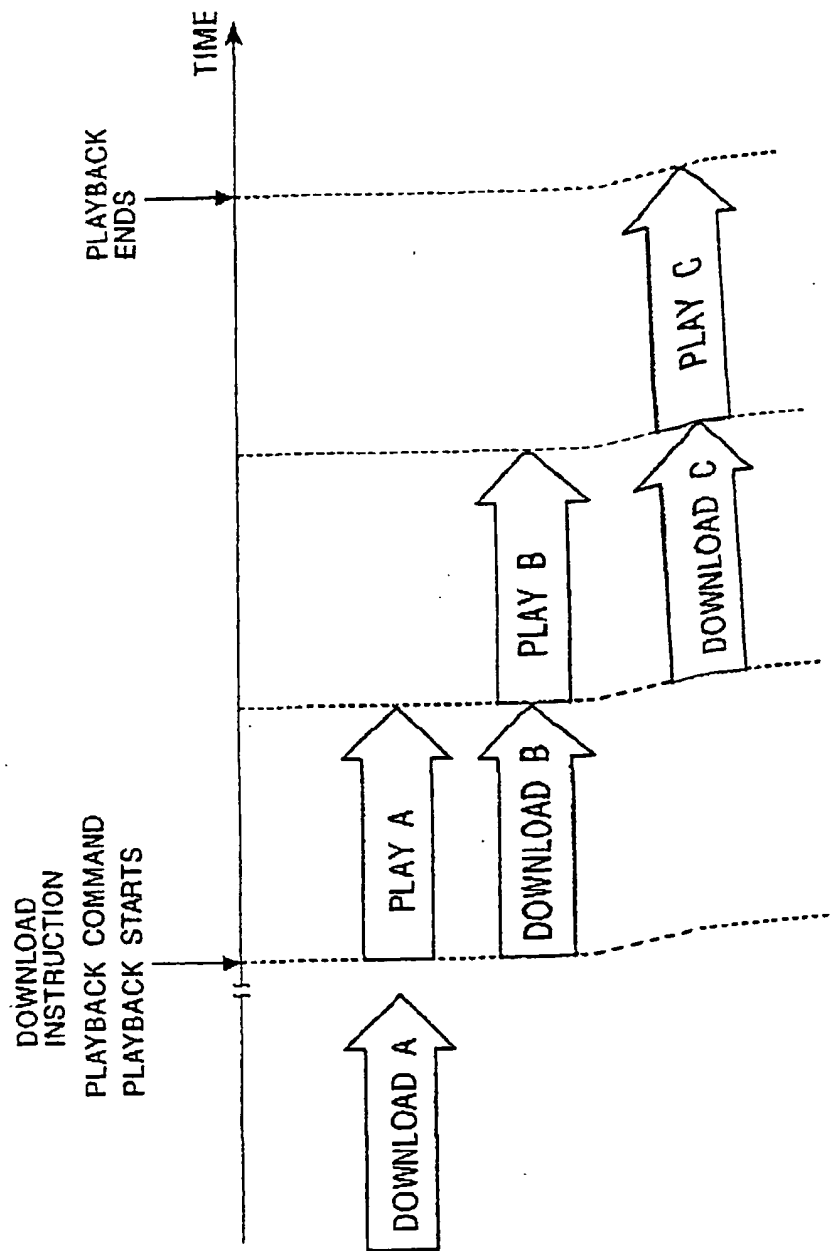 DOWNLOAD
INSTRUCTION
PLAYBACK COMMAND
PLAYBACK STARTS
PLAYBACK
ENDS
TIME
DOWNLOAD A
PLAY A
DOWNLOAD B
PLAY B
DOWNLOAD C
PLAY C